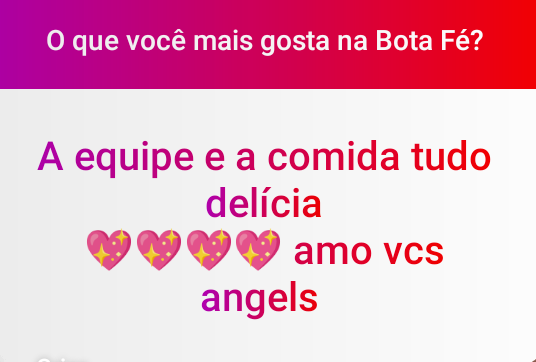 O que você mais gosta na Bota Fé?
A equipe e a comida tudo
delícia
💖💖💖💖 amo vcs
angels